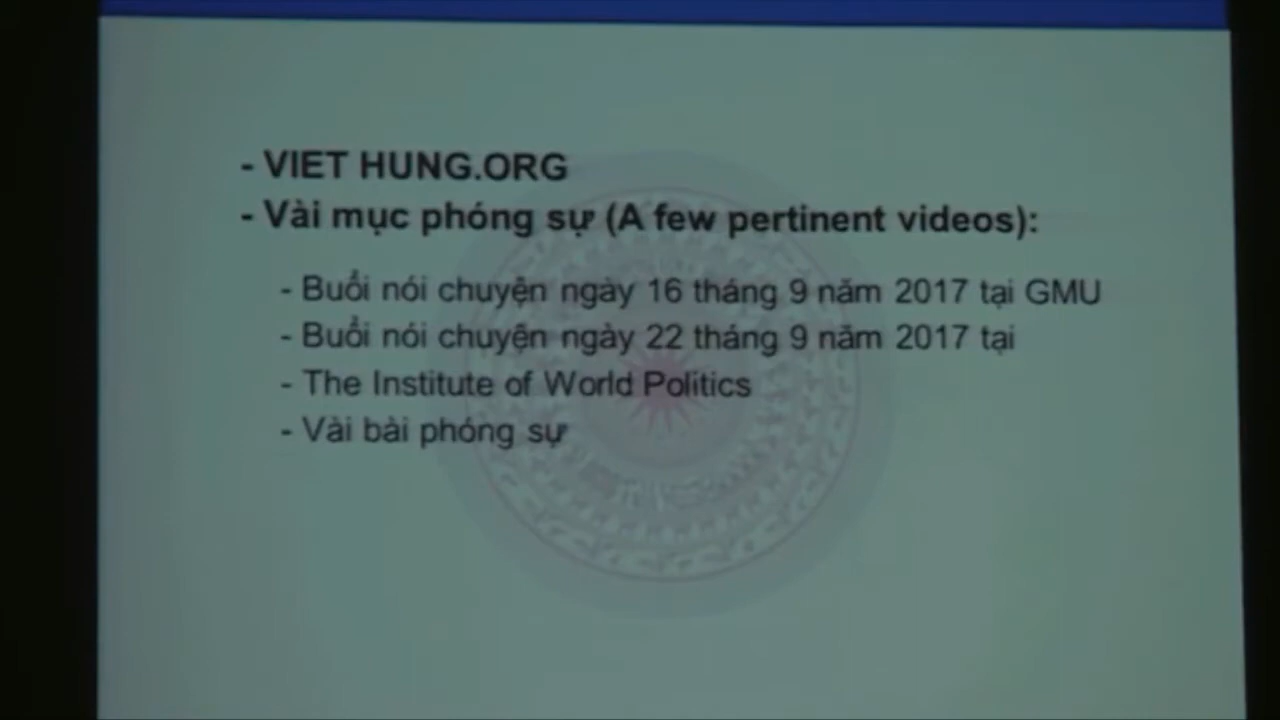 - VIET HUNG.ORG
- Vài mục phóng sự (A few pertinent videos):
- Buổi nói chuyện ngày 16 tháng 9 năm 2017 tại GMU
- Buổi nói chuyện ngày 22 tháng 9 năm 2017 tại
- The Institute of World Politics
- Vài bài phóng sự